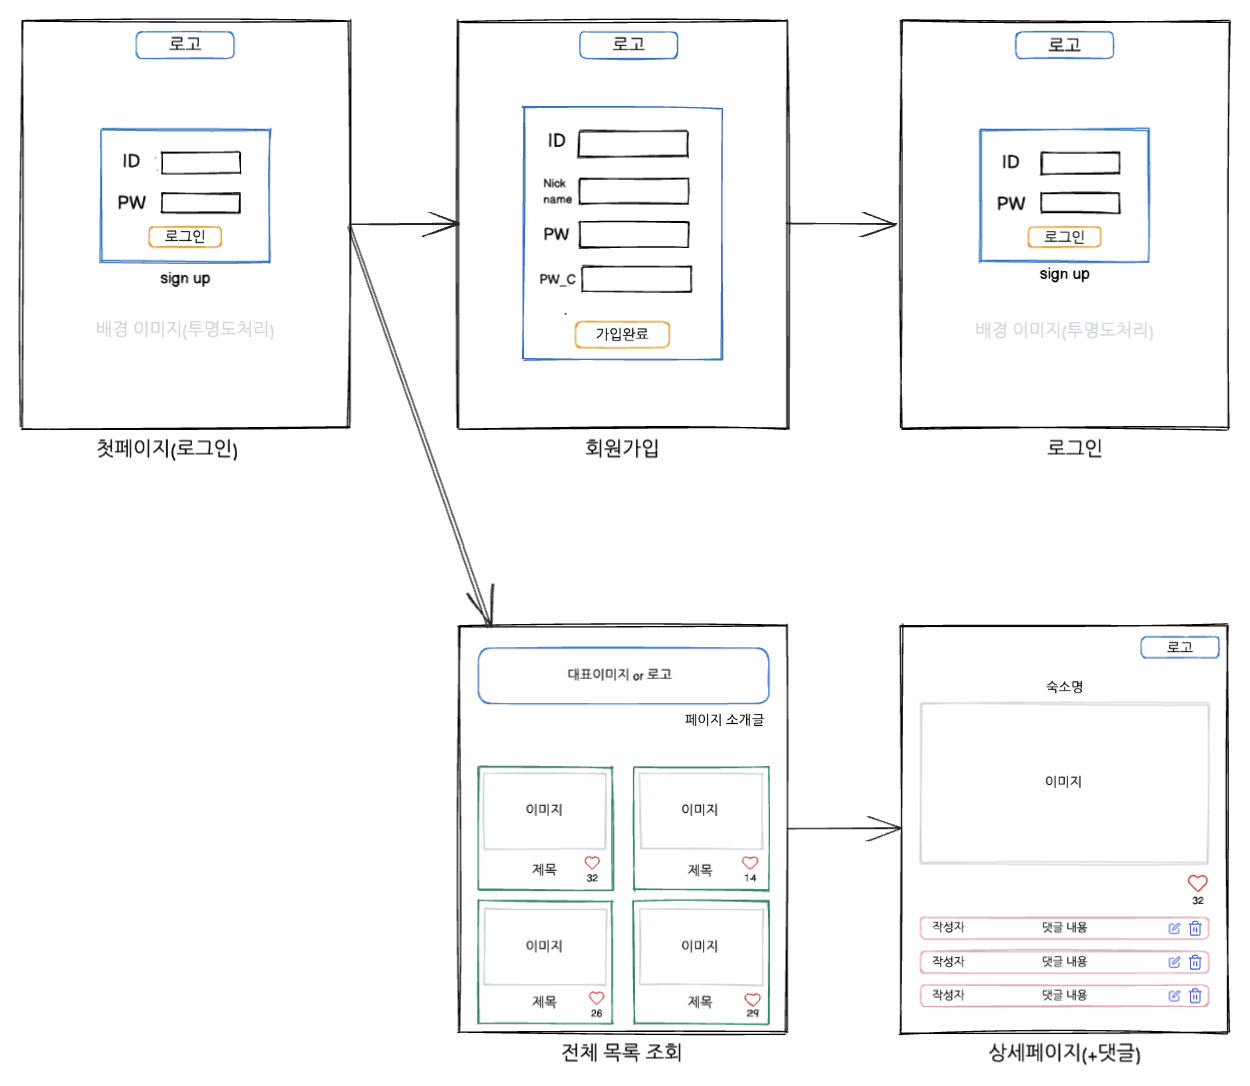 로고
ID
PW
로그인
sign up
배경 이미지(투명도처리)
첫페이지(로그인)
로고
ID
Nick
name
PW
PW_C
가입완료
회원가입
로고
ID
PW
로그인
sign up
배경 이미지(투명도처리)
로그인
대표이미지 or 로고
페이지 소개글
이미지
제목
32
이미지
제목
14
이미지
제목
26
이미지
제목
29
전체 목록 조회
로고
숙소명
이미지
32
작성자 댓글 내용
작성자 댓글 내용
작성자 댓글 내용
상세페이지(+댓글)